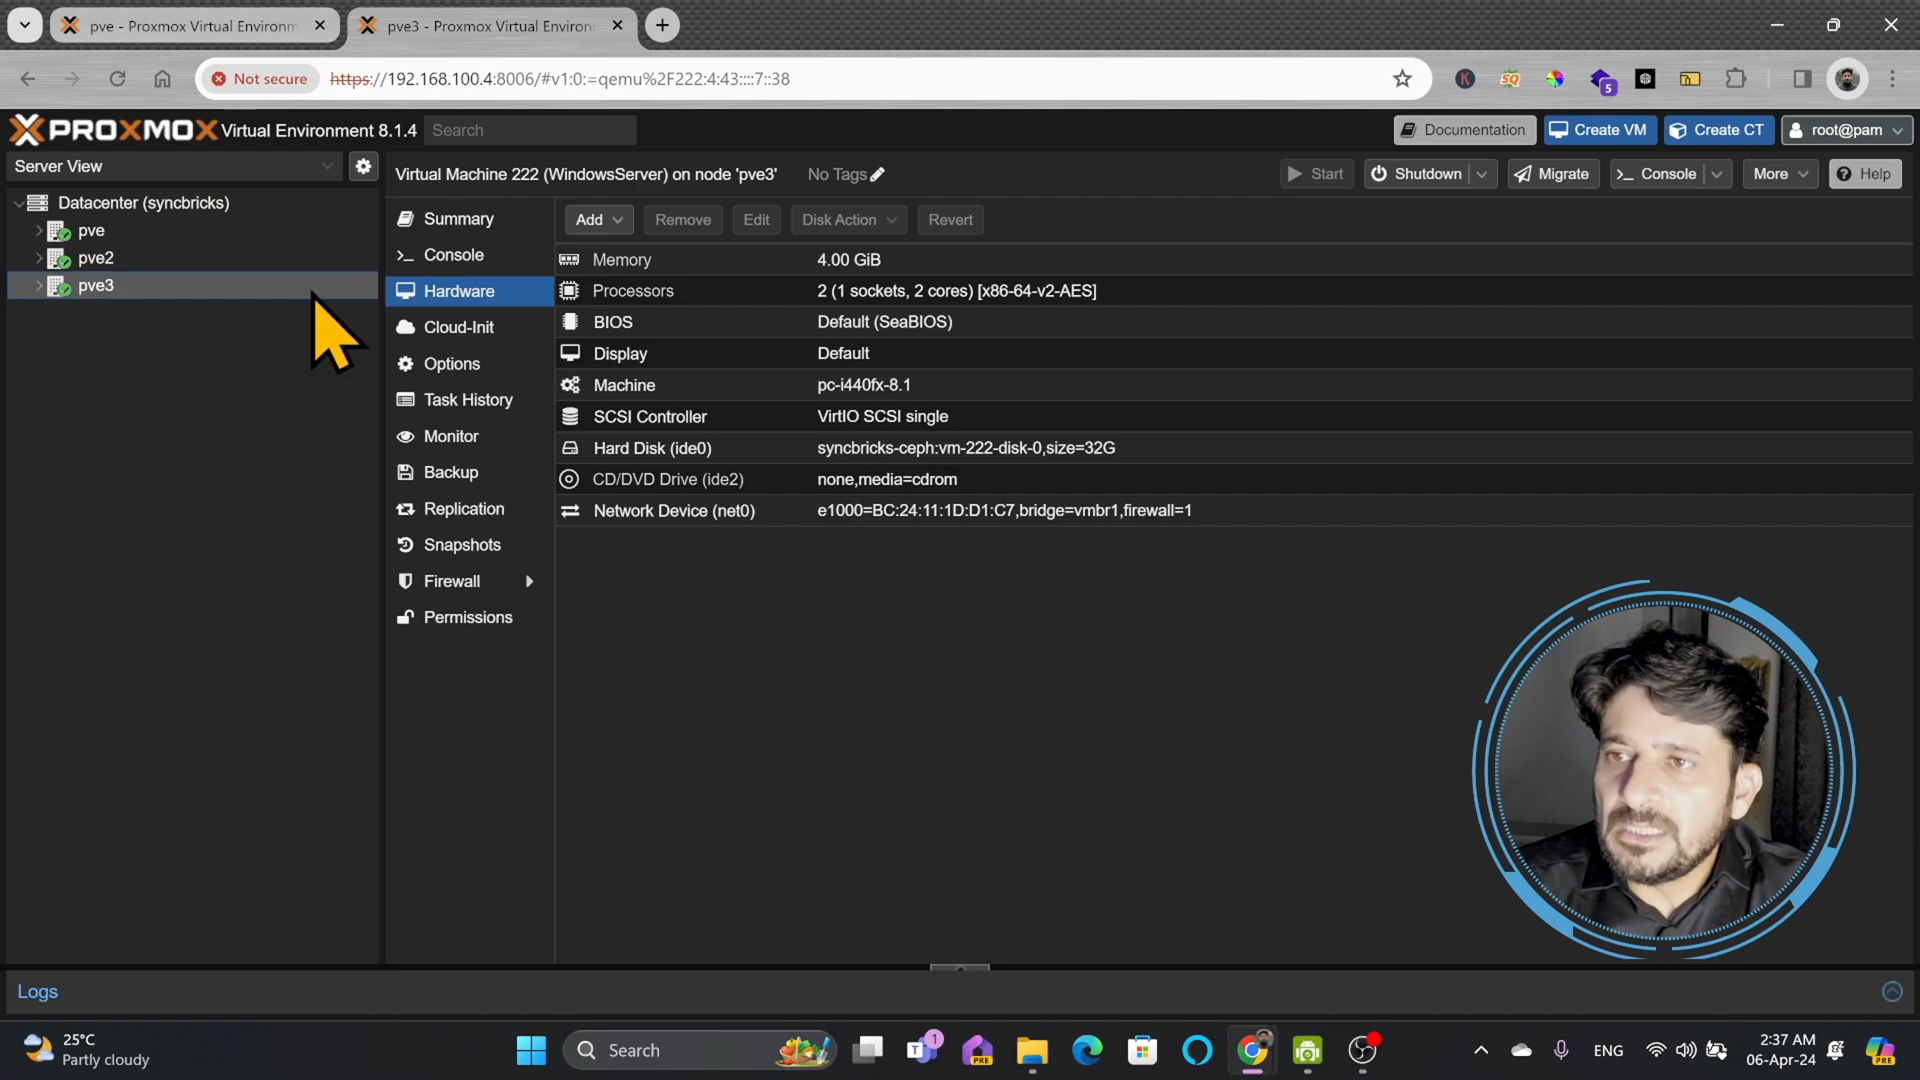 pve - Proxmox Virtual Environm
pve3 - Proxmox Virtual Environ
Not secure
https://192.168.100.4:8006/#v1:0:=qemu%2F222:4:43::::7::38
SQ
5
PROXMOX Virtual Environment 8.1.4
Search
Documentation
Create VM
Create CT
root@pam
Server View
Virtual Machine 222 (WindowsServer) on node 'pve3'
No Tags
Start
Shutdown
Migrate
Console
More
Help
Datacenter (syncbricks)
pve
pve2
pve3
Summary
Console
Hardware
Cloud-Init
Options
Task History
Monitor
Backup
Replication
Snapshots
Firewall
Permissions
Add
Remove
Edit
Disk Action
Revert
Memory 4.00 GiB
Processors 2 (1 sockets, 2 cores) [x86-64-v2-AES]
BIOS Default (SeaBIOS)
Display Default
Machine pc-i440fx-8.1
SCSI Controller VirtIO SCSI single
Hard Disk (ide0) syncbricks-ceph:vm-222-disk-0,size=32G
CD/DVD Drive (ide2) none,media=cdrom
Network Device (net0) e1000=BC:24:11:1D:D1:C7,bridge=vmbr1,firewall=1
Logs
25°C
Partly cloudy
Search
1
PRE
ENG
2:37 AM
06-Apr-24
PRE